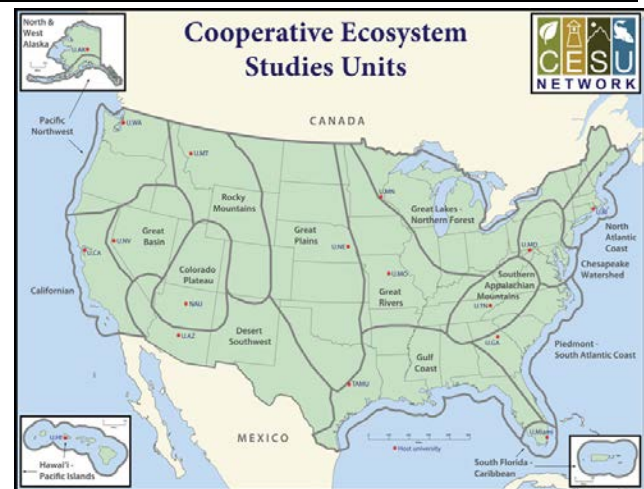 Cooperative Ecosystem
Studies Units
CESU
NETWORK
North &
West
Alaska
U.AK
Pacific
Northwest
CANADA
U.WA
U.MT
Rocky
Mountains
Great
Plains
U.MN
Great Lakes -
Northern Forest
U.RI
North
Atlantic
Coast
Great
Basin
U.NV
U.CA
Colorado
Plateau
U.NE
U.MO
Great
Rivers
U.MD
Chesapeake
Watershed
Southern
Appalachian
Mountains
U.TN
Californian
NAU
U.AZ
Desert
Southwest
U.GA
Piedmont -
South Atlantic Coast
Gulf
Coast
TAMU
MEXICO
Host university
U.Miami
South Florida -
Caribbean
U.HI
Hawai'i -
Pacific Islands